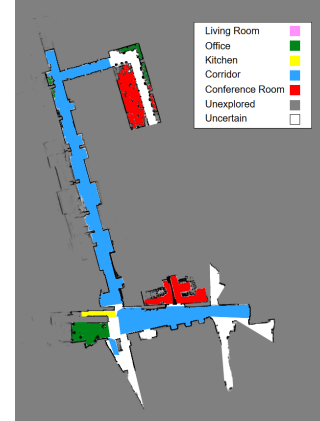 Living Room
Office
Kitchen
Corridor
Conference Room
Unexplored
Uncertain